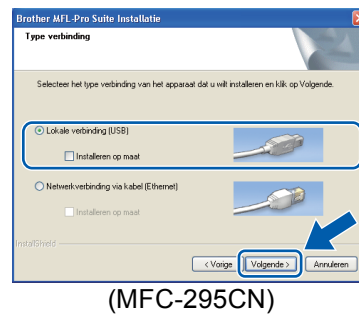 Brother MFL-Pro Suite Installatie
Type verbinding
Selecteer het type verbinding van het apparaat dat u wilt installeren en klik op Volgende.
Lokale verbinding (USB)
Installeren op maat
Netwerkverbinding via kabel (Ethernet)
Installeren op maat
InstallShield
< Vorige Volgende > Annuleren
(MFC-295CN)